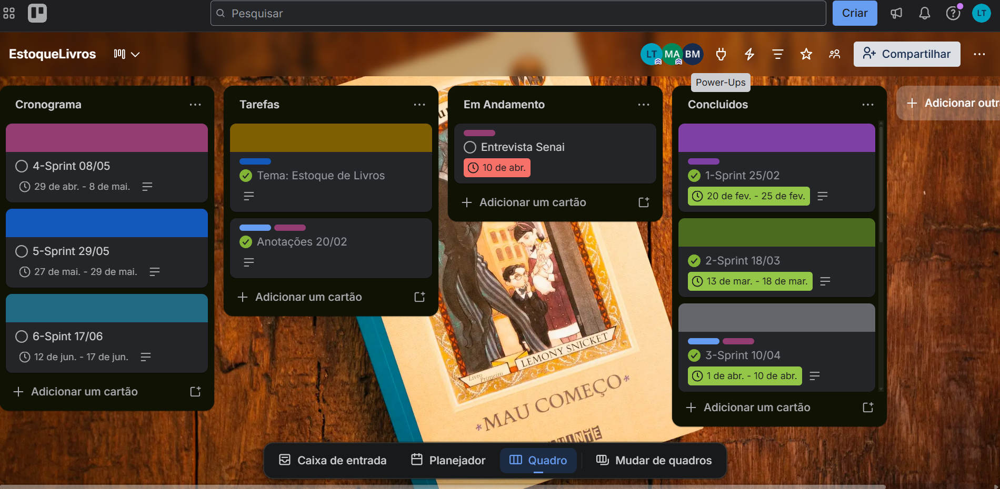 Pesquisar
Criar
LT
EstoqueLivros
LT
MA
BM
Compartilhar
Power-Ups
Cronograma
4-Sprint 08/05
29 de abr. - 8 de mai.
5-Sprint 29/05
27 de mai. - 29 de mai.
6-Spint 17/06
12 de jun. - 17 de jun.
Adicionar um cartão
Tarefas
Tema: Estoque de Livros
Anotações 20/02
Adicionar um cartão
Em Andamento
Entrevista Senai
10 de abr.
Adicionar um cartão
Concluidos
1-Sprint 25/02
20 de fev. - 25 de fev.
2-Sprint 18/03
13 de mar. - 18 de mar.
3-Sprint 10/04
1 de abr. - 10 de abr.
Adicionar um cartão
Adicionar outr
LEMONY SNICKET
Livro
Primeiro
*MAU COMEÇO*
Caixa de entrada
Planejador
Quadro
Mudar de quadros